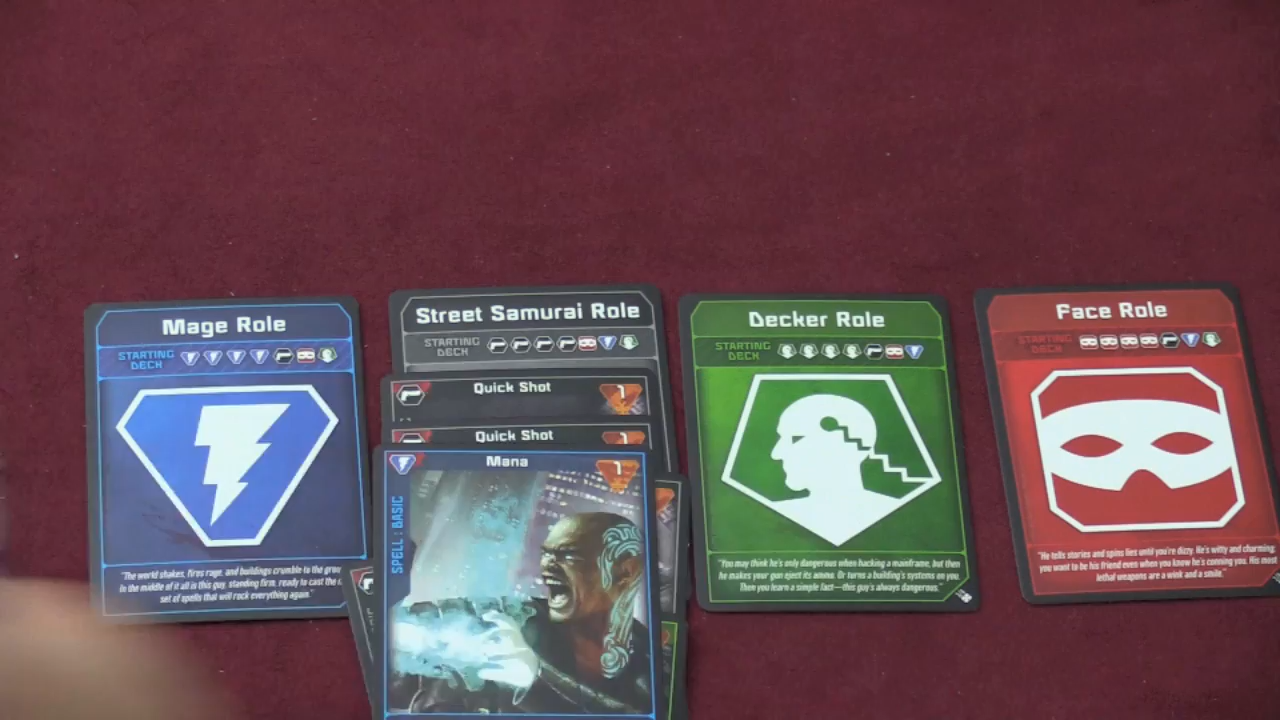 Mage Role
STARTING
DECK
"The world shakes, fires rage, and buildings crumble to the
In the middle of it all is this guy, standing firm, ready to cast the
set of spells that will rock everything again."
Street Samurai Role
STARTING
DECK
Quick Shot
1
Quick Shot
1
Mana
1
SPELL: BASIC
Decker Role
STARTING
DECK
"You may think he's only dangerous when hacking a mainframe, but then
he makes your gun eject its ammo. Or turns a building's systems on you.
Then you learn a simple fact—this guy's always dangerous."
Face Role
STARTING
DECK
"He tells stories and spins lies until you're dizzy. He's witty and charming,
you want to be his friend even when you know he's conning you. His most
lethal weapons are a wink and a smile."